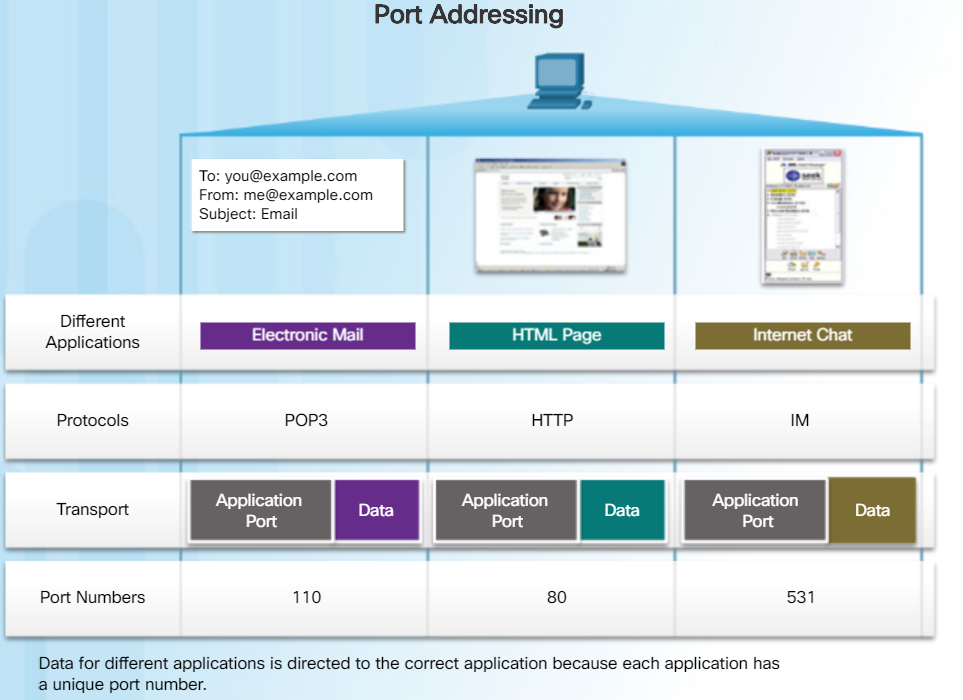 Port Addressing
To: you@example.com
From: me@example.com
Subject: Email
seek
Different
Applications
Electronic Mail
HTML Page
Internet Chat
Protocols
POP3
HTTP
IM
Transport
Application
Port
Data
Application
Port
Data
Application
Port
Data
Port Numbers
110
80
531
Data for different applications is directed to the correct application because each application has
a unique port number.